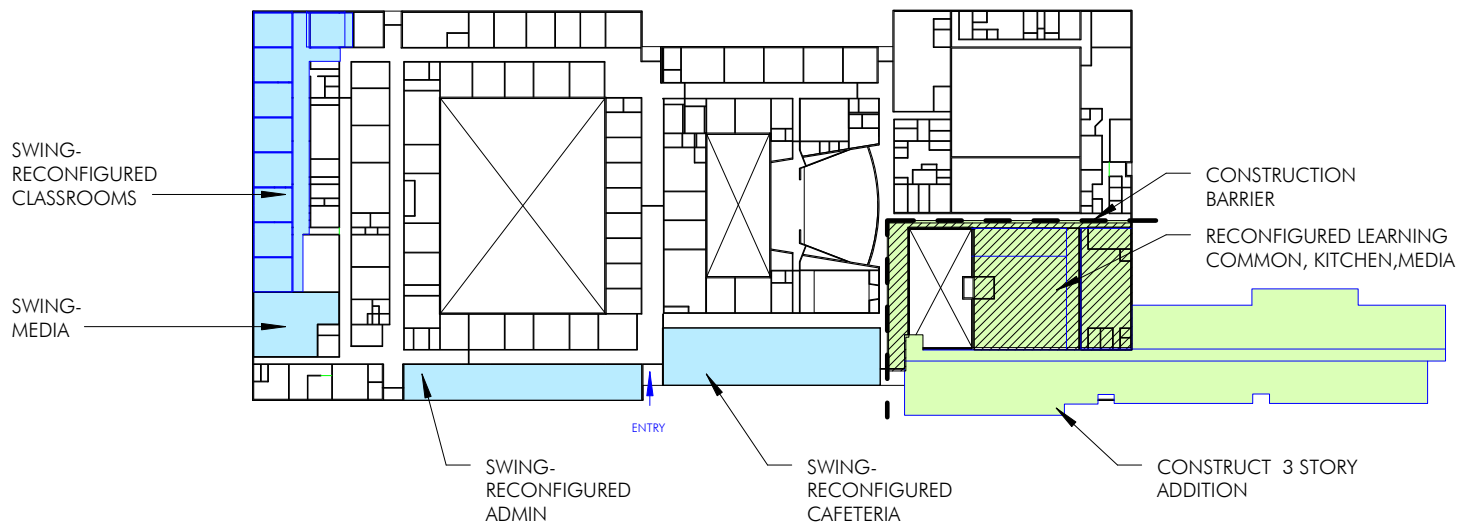 SWING-
RECONFIGURED
CLASSROOMS
SWING-
MEDIA
CONSTRUCTION
BARRIER
RECONFIGURED LEARNING
COMMON, KITCHEN,MEDIA
ENTRY
SWING-
RECONFIGURED
ADMIN
SWING-
RECONFIGURED
CAFETERIA
CONSTRUCT 3 STORY
ADDITION